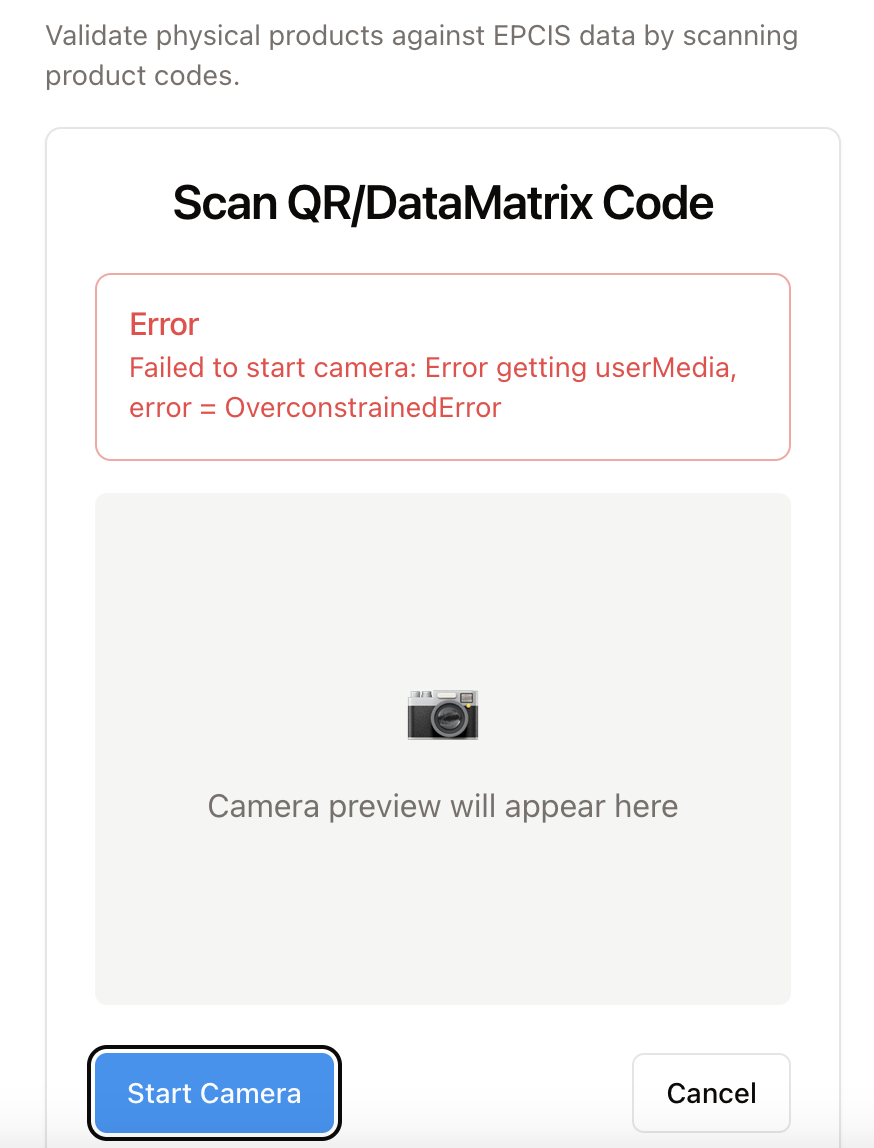 Validate physical products against EPCIS data by scanning
product codes.
Scan QR/DataMatrix Code
Error
Failed to start camera: Error getting userMedia,
error = OverconstrainedError
Camera preview will appear here
Start Camera
Cancel